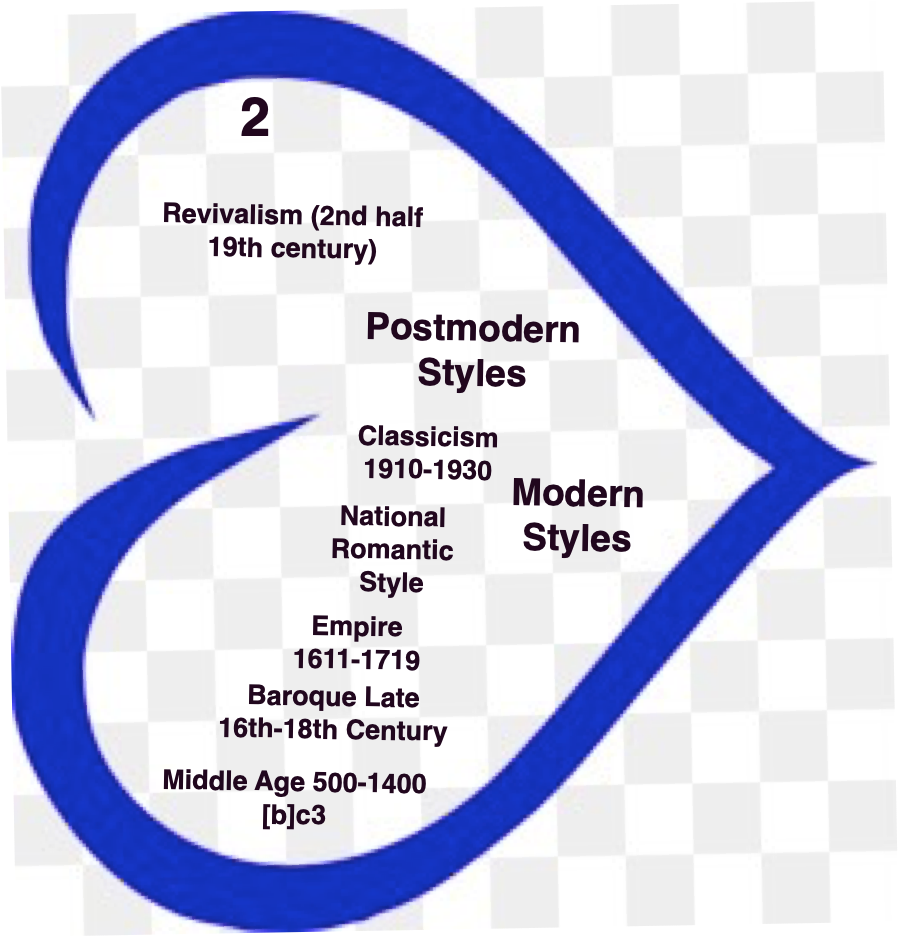 2
Revivalism (2nd half
19th century)
Postmodern
Styles
Classicism
1910-1930
Modern
Styles
National
Romantic
Style
Empire
1611-1719
Baroque Late
16th-18th Century
Middle Age 500-1400
[b]c3